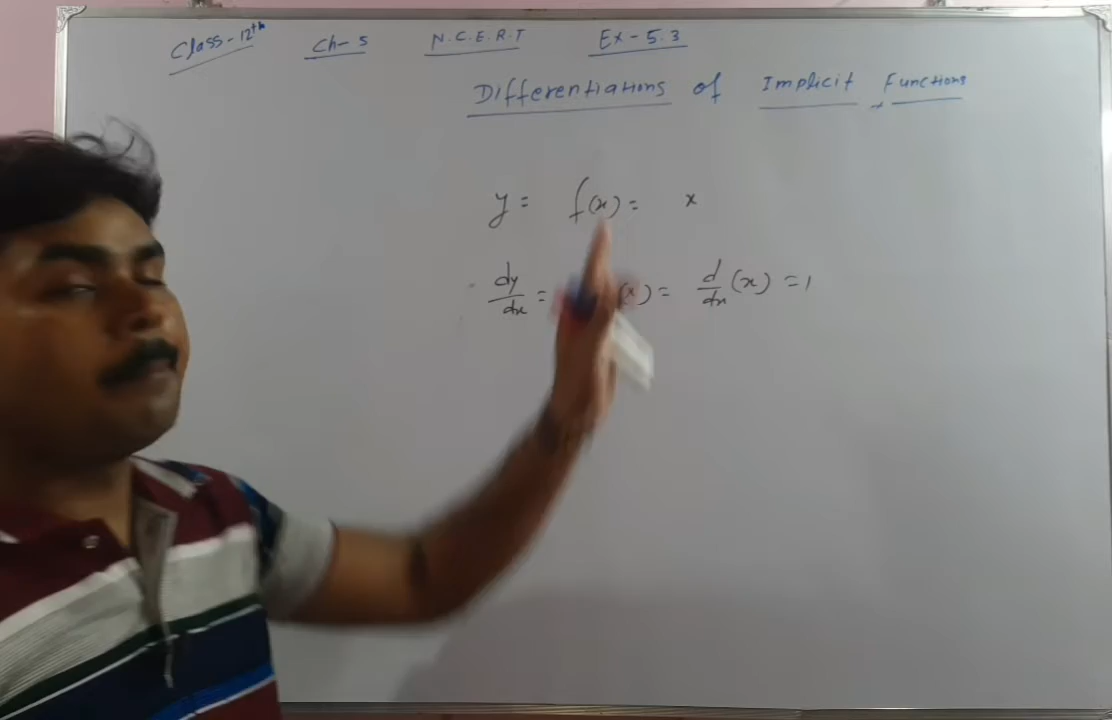 Class-12th Ch-5 N.C.E.R.T Ex-5.3
Differentiations of Implicit Functions
y = f(x) = x
dy/dx = (x) = d/dx (x) = 1